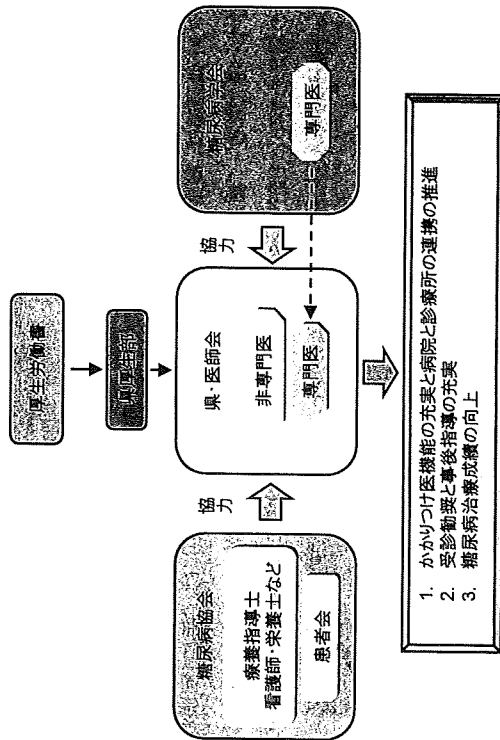 厚生労働省
県厚生部
糖尿病協会
療養指導士
看護師・栄養士など
患者会
協力
県・医師会
非専門医
専門医
協力
糖尿病学会
専門医
1. かかりつけ医機能の充実と病院と診療所の連携の推進
2. 受診勧奨と事後指導の充実
3. 糖尿病治療成績の向上